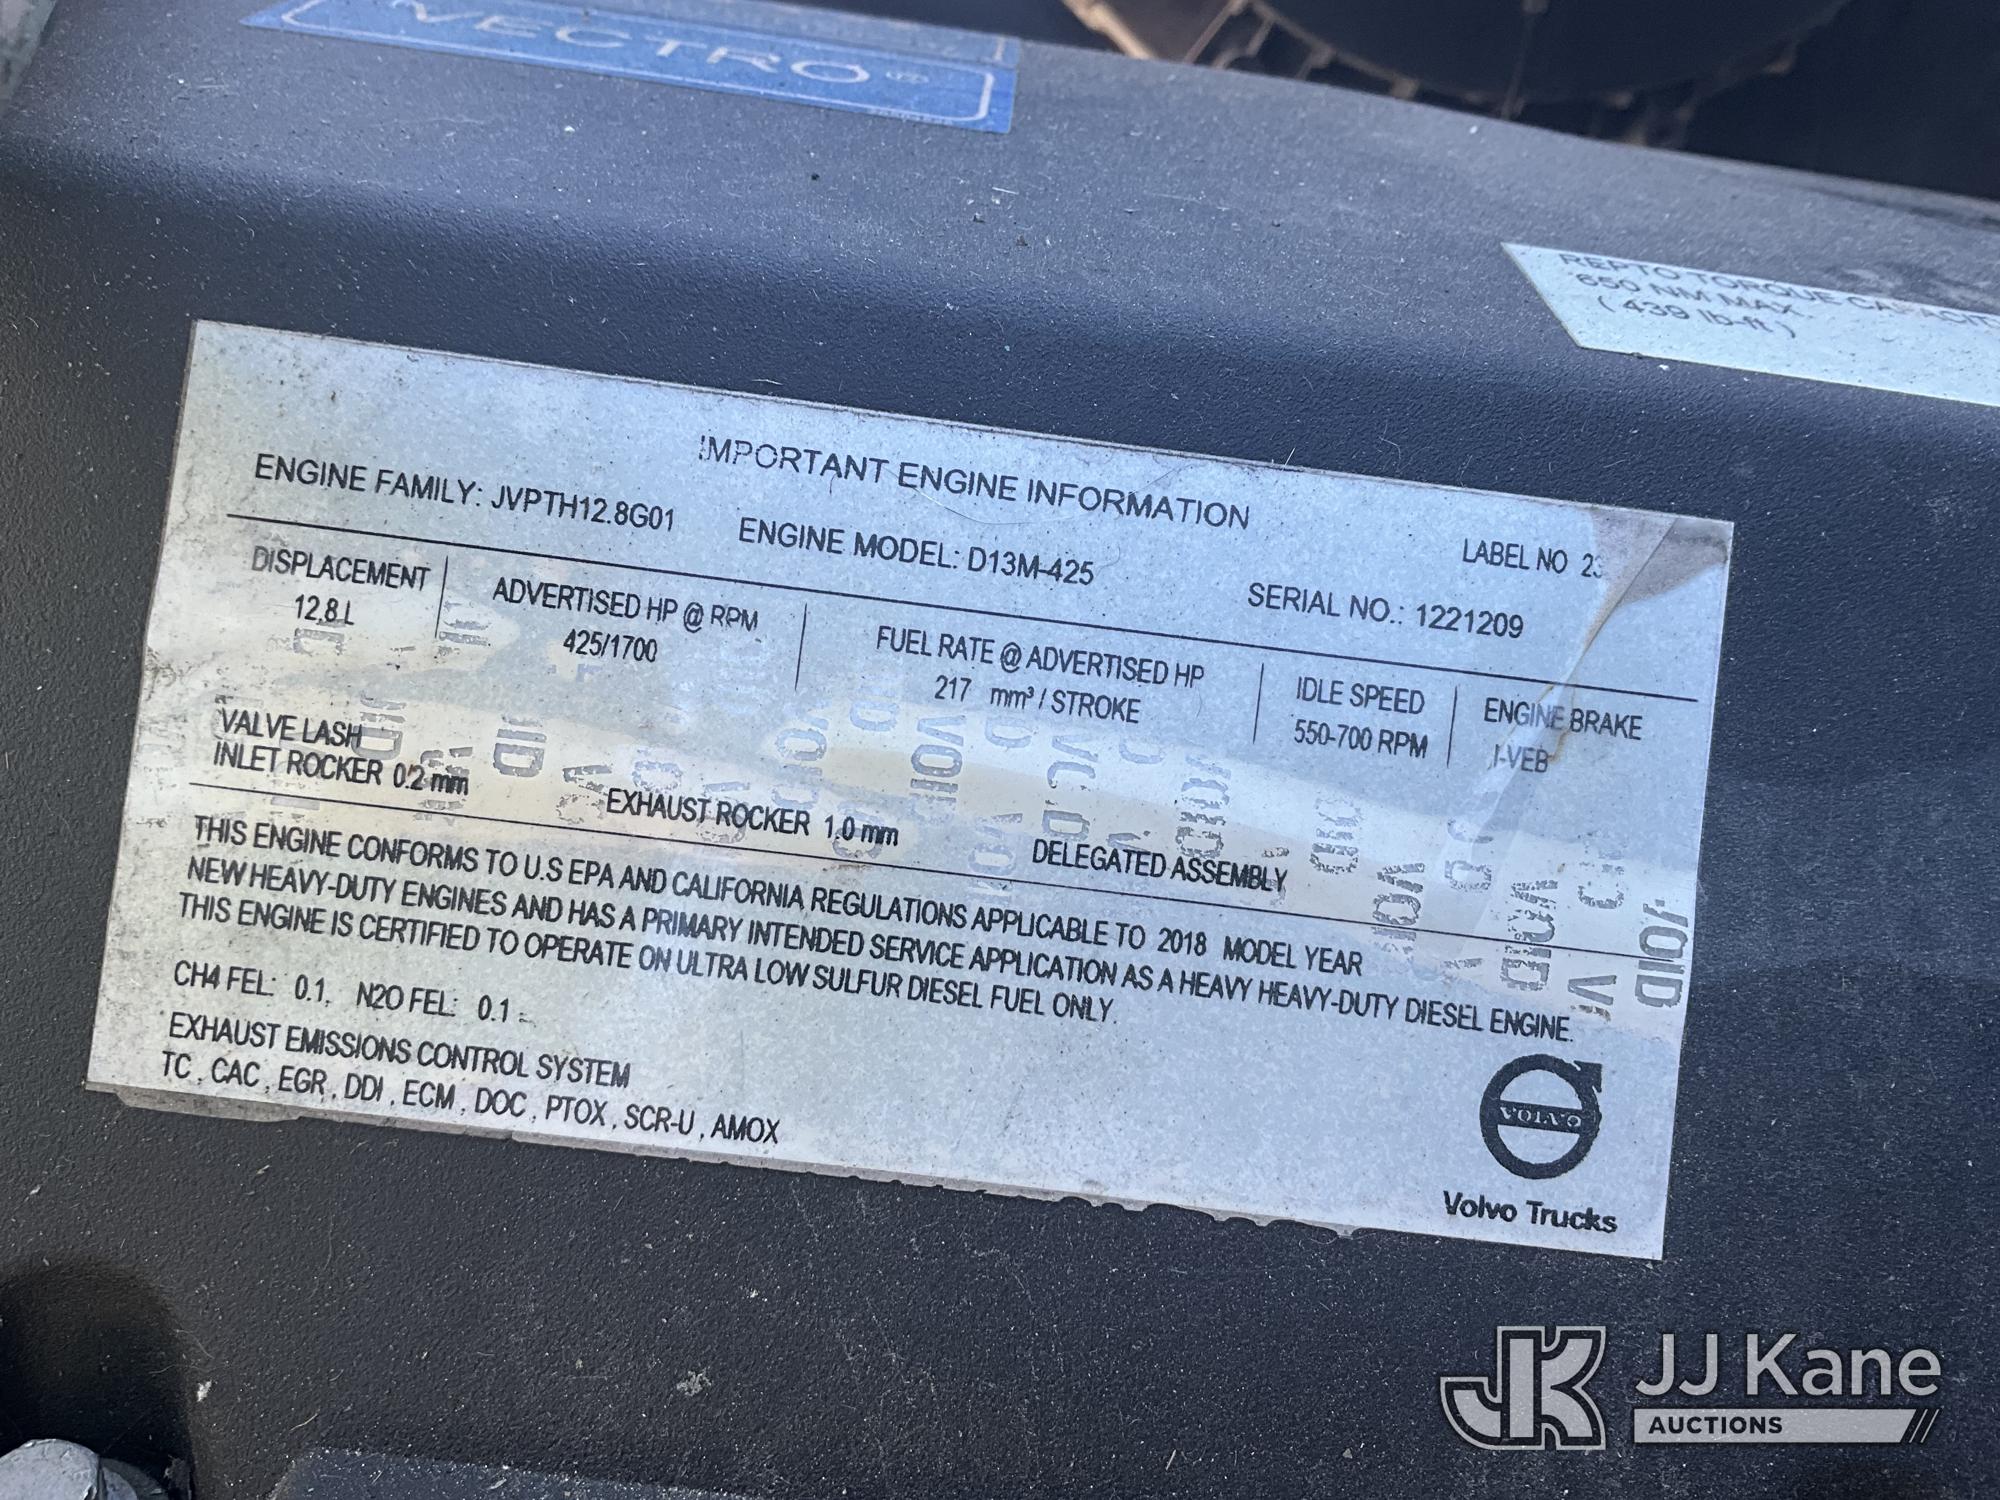 VECTRO
REPTO TORQUE CAPACIT
650 NM MAX
( 439 lb-ft )
IMPORTANT ENGINE INFORMATION
LABEL NO 23
ENGINE FAMILY: JVPTH12.8G01 ENGINE MODEL: D13M-425 SERIAL NO.: 1221209
DISPLACEMENT ADVERTISED HP @ RPM FUEL RATE @ ADVERTISED HP IDLE SPEED ENGINE BRAKE
12,8 L 425/1700 217 mm³ / STROKE 550-700 RPM I-VEB
VALVE LASH
INLET ROCKER 0.2 mm EXHAUST ROCKER 1.0 mm DELEGATED ASSEMBLY
THIS ENGINE CONFORMS TO U.S EPA AND CALIFORNIA REGULATIONS APPLICABLE TO 2018 MODEL YEAR
NEW HEAVY-DUTY ENGINES AND HAS A PRIMARY INTENDED SERVICE APPLICATION AS A HEAVY HEAVY-DUTY DIESEL ENGINE.
THIS ENGINE IS CERTIFIED TO OPERATE ON ULTRA LOW SULFUR DIESEL FUEL ONLY.
CH4 FEL: 0.1, N2O FEL: 0.1
EXHAUST EMISSIONS CONTROL SYSTEM
TC , CAC , EGR , DDI , ECM , DOC , PTOX , SCR-U , AMOX
VOLVO
Volvo Trucks
JK JJ Kane
AUCTIONS